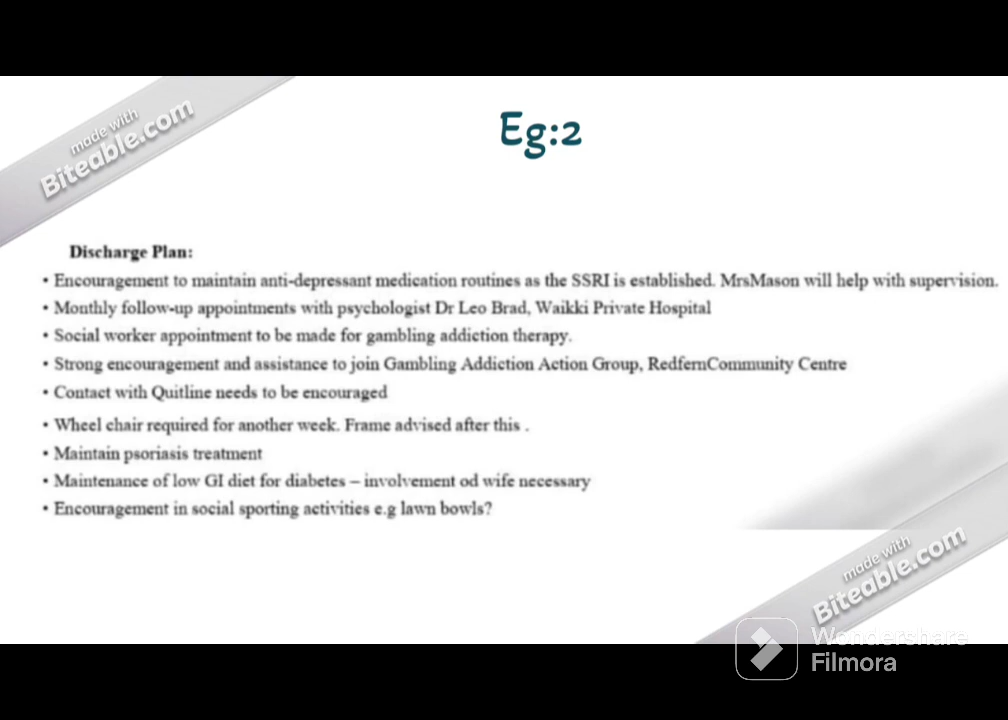 made with
Biteable.com
Eg:2
Discharge Plan:
• Encouragement to maintain anti-depressant medication routines as the SSRI is established. MrsMason will help with supervision.
• Monthly follow-up appointments with psychologist Dr Leo Brad, Waikki Private Hospital
• Social worker appointment to be made for gambling addiction therapy.
• Strong encouragement and assistance to join Gambling Addiction Action Group, RedfernCommunity Centre
• Contact with Quitline needs to be encouraged
• Wheel chair required for another week. Frame advised after this .
• Maintain psoriasis treatment
• Maintenance of low GI diet for diabetes – involvement od wife necessary
• Encouragement in social sporting activities e.g lawn bowls?
made with
Biteable.com
Wondershare
Filmora